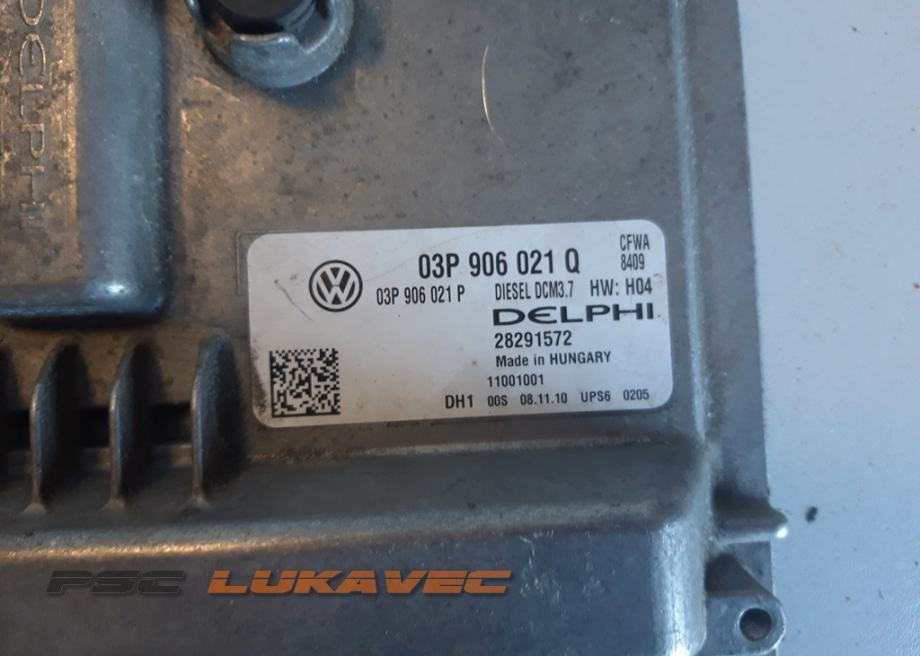 DELPHI
03P 906 021 Q
CFWA
8409
03P 906 021 P
DIESEL DCM3.7 HW: H04
DELPHI
28291572
Made in HUNGARY
11001001
DH1 00S 08.11.10 UPS6 0205
PSC LUKAVEC